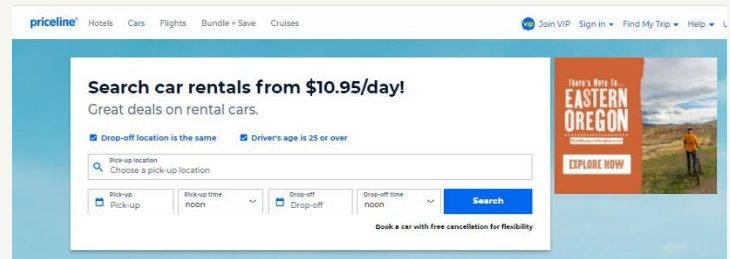 priceline® Hotels Cars Flights Bundle + Save Cruises VIP Join VIP Sign in Find My Trip Help
Search car rentals from $10.95/day!
Great deals on rental cars.
Drop-off location is the same Driver's age is 25 or over
Pick-up location
Choose a pick-up location
Pick-up Pick-up time Drop-off Drop-off time
Pick-up noon Drop-off noon Search
Book a car with free cancellation for flexibility
There's More To...
EASTERN
OREGON
VisitEasternOregon.com
EXPLORE NOW